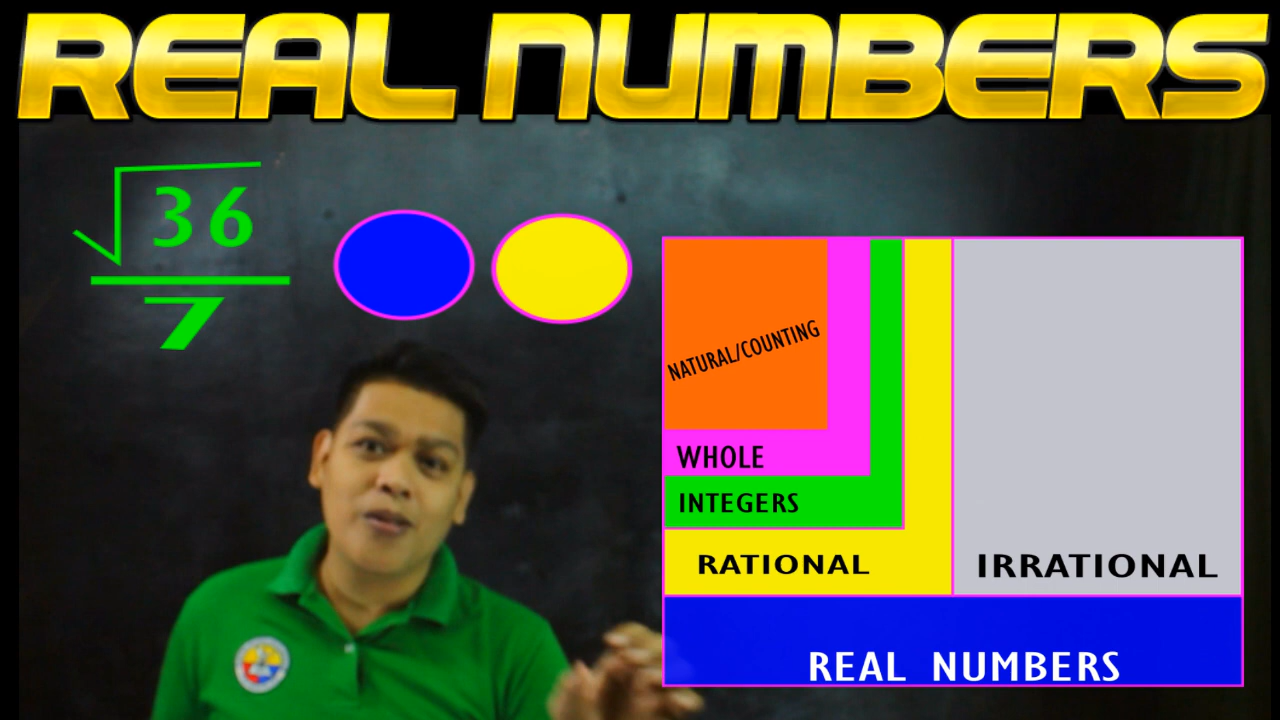 REAL NUMBERS
√36
7
NATURAL/COUNTING
WHOLE
INTEGERS
RATIONAL
IRRATIONAL
REAL NUMBERS